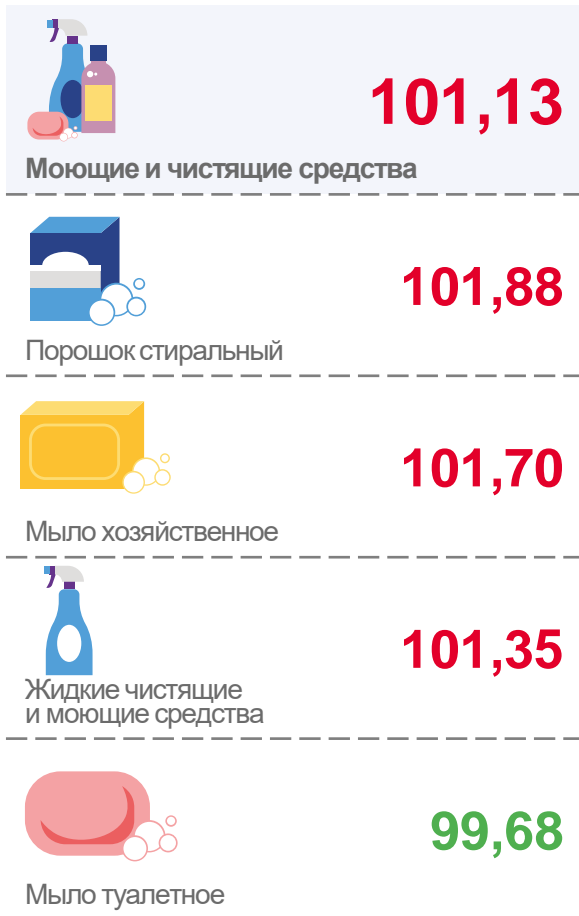 101,13
Моющие и чистящие средства
101,88
Порошок стиральный
101,70
Мыло хозяйственное
101,35
Жидкие чистящие
и моющие средства
99,68
Мыло туалетное